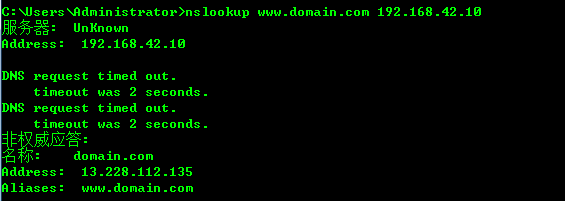 C:\Users\Administrator>nslookup www.domain.com 192.168.42.10
服务器:  UnKnown
Address:  192.168.42.10
DNS request timed out.
    timeout was 2 seconds.
DNS request timed out.
    timeout was 2 seconds.
非权威应答:
名称:    domain.com
Address:  13.228.112.135
Aliases:  www.domain.com